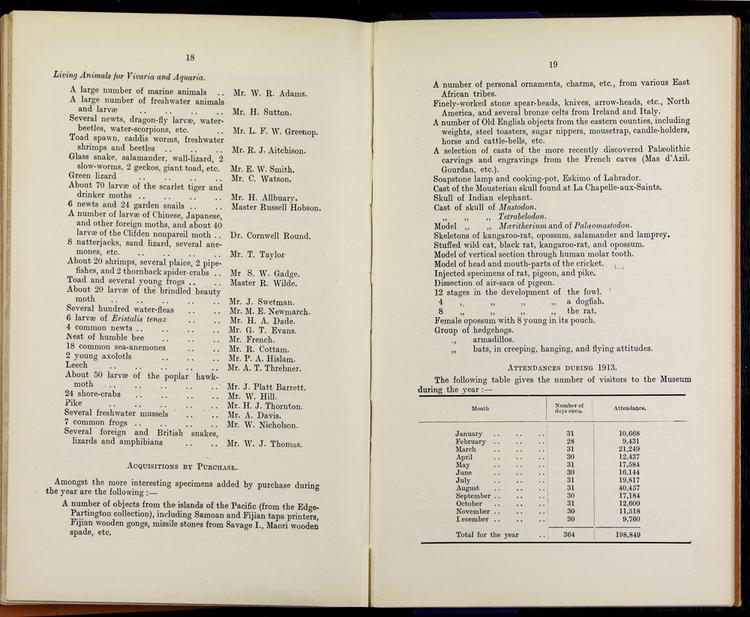 18
Living Animals for Vivaria and Aquaria.
A large number of marine animals .. Mr. W. R. Adams.
A large number of freshwater animals
and larvæ .. .. .. .. Mr. H. Sutton.
Several newts, dragon-fly larvæ, water-
beetles, water-scorpions, etc. .. Mr. L. F. W. Greenop.
Toad spawn, caddis worms, freshwater
shrimps and beetles .. .. .. Mr. R. J. Aitchison.
Glass snake, salamander, wall-lizard, 2
slow-worms, 2 geckos, giant toad, etc. Mr. E. W. Smith.
Green lizard .. .. .. .. Mr. C. Watson.
About 70 larvæ of the scarlet tiger and
drinker moths .. .. .. .. Mr. H. Allbuary.
6 newts and 24 garden snails .. .. Master Russell Hobson.
A number of larvæ of Chinese, Japanese,
and other foreign moths, and about 40
larvæ of the Clifden nonpareil moth .. Dr. Cornwell Round.
8 natterjacks, sand lizard, several ane-
mones, etc. .. .. .. .. Mr. T. Taylor
About 20 shrimps, several plaice, 2 pipe-
fishes, and 2 thornback spider-crabs .. Mr S. W. Gadge.
Toad and several young frogs .. .. Master R. Wilde.
About 20 larvæ of the brindled beauty
moth .. .. .. .. .. Mr. J. Swetman.
Several hundred water-fleas .. .. Mr. M. E. Newmarch.
6 larvæ of Eristalis tenax .. .. Mr. H. A. Dade.
4 common newts .. .. .. .. Mr. G. T. Evans.
Nest of humble bee .. .. .. Mr. French.
18 common sea-anemones .. .. Mr. R. Cottam.
2 young axolotls .. .. .. Mr. P. A. Hislam.
Leech .. .. .. .. .. Mr. A. T. Threbner.
About 50 larvæ of the poplar hawk-
moth .. .. .. .. .. Mr. J. Platt Barrett.
24 shore-crabs .. .. .. .. Mr. W. Hill.
Pike .. .. .. .. .. Mr. H. J. Thornton.
Several freshwater mussels .. .. Mr. A. Davis.
7 common frogs .. .. .. .. Mr. W. Nicholson.
Several foreign and British snakes,
lizards and amphibians .. .. Mr. W. J. Thomas.
Acquisitions by Purchase.
Amongst the more interesting specimens added by purchase during
the year are the following :—
A number of objects from the islands of the Pacific (from the Edge-
Partington collection), including Samoan and Fijian tapa printers,
Fijian wooden gongs, missile stones from Savage I., Maori wooden
spade, etc.
19
A number of personal ornaments, charms, etc., from various East
African tribes.
Finely-worked stone spear-heads, knives, arrow-heads, etc., North
America, and several bronze celts from Ireland and Italy.
A number of Old English objects from the eastern counties, including
weights, steel toasters, sugar nippers, mousetrap, candle-holders,
horse and cattle-bells, etc.
A selection of casts of the more recently discovered Palæolithic
carvings and engravings from the French caves (Mas d'Azil.
Gourdan, etc.).
Soapstone lamp and cooking-pot, Eskimo of Labrador.
Cast of the Mousterian skull found at La Chapelle-aux-Saints.
Skull of Indian elephant.
Cast of skull of Mastodon.
,, ,, ,, Tetrabelodon.
Model ,, ,, Mœritherium and of Palæomastodon.
Skeletons of kangaroo-rat, opossum, salamander and lamprey.
Stuffed wild cat, black rat, kangaroo-rat, and opossum.
Model of vertical section through human molar tooth.
Model of head and mouth-parts of the cricket.
Injected specimens of rat, pigeon, and pike.
Dissection of air-sacs of pigeon.
12 stages in the development of the fowl.
4 ,, ,, ,, ,, a dogfish.
8 ,, ,, ,, ,, the rat.
Female opossum with 8 young in its pouch.
Group of hedgehogs.
,, armadillos.
,, bats, in creeping, hanging, and flying attitudes.
Attendances during 1913.
The following table gives the number of visitors to the Museum
during the year :—
Month Number of days open. Attendance.
January .. .. .. 31 10,668
February .. .. .. 28 9,431
March .. .. .. 31 21,249
April .. .. .. 30 12,437
May .. .. .. 31 17,584
June .. .. .. 30 16,144
July .. .. .. 31 19,817
August .. .. .. 31 40,457
September .. .. .. 30 17,184
October .. .. .. 31 12,600
November .. .. .. 30 11,518
December .. .. .. 30 9,760
Total for the year .. 364 198,849